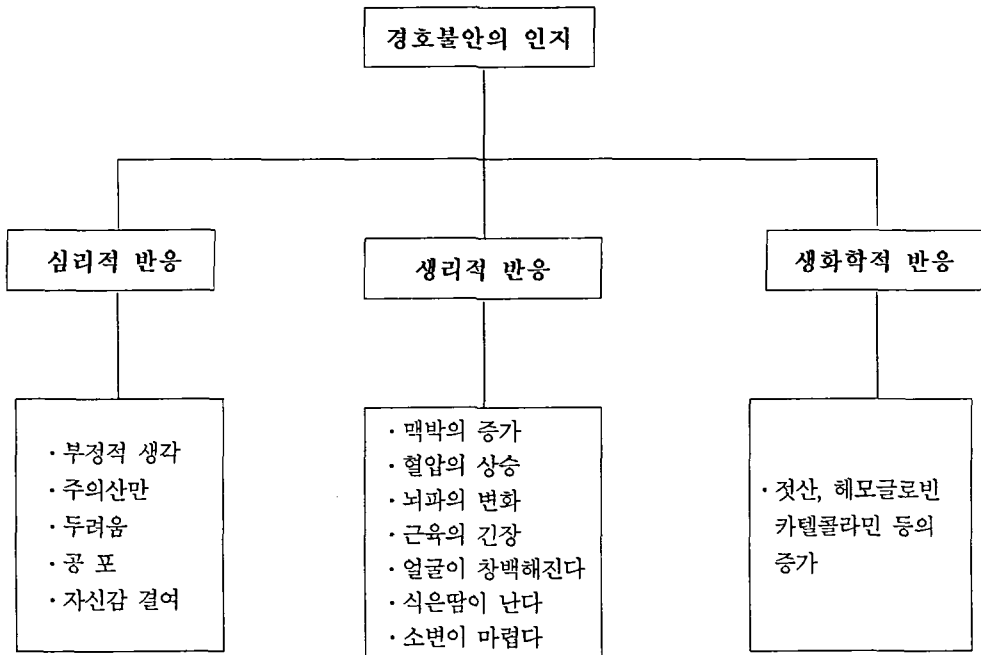 경호불안의 인지
심리적 반응
생리적 반응
생화학적 반응
· 부정적 생각
· 주의산만
· 두려움
· 공 포
· 자신감 결여
· 맥박의 증가
· 혈압의 상승
· 뇌파의 변화
· 근육의 긴장
· 얼굴이 창백해진다
· 식은땀이 난다
· 소변이 마렵다
· 젓산, 헤모글로빈
카텔콜라민 등의
증가